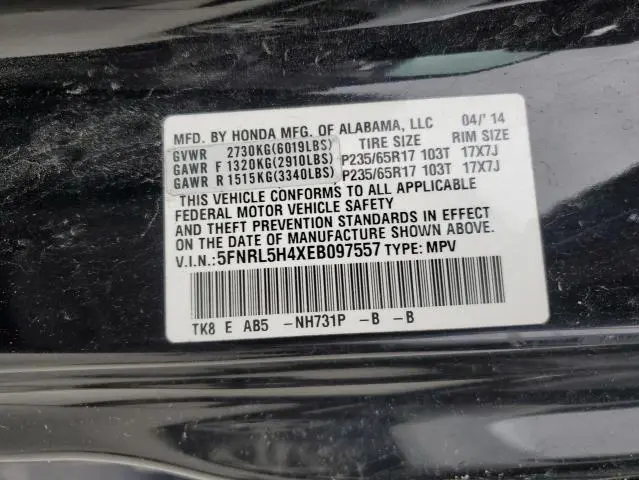 MFD. BY HONDA MFG. OF ALABAMA, LLC 04/'14
GVWR 2730KG(6019LBS) TIRE SIZE RIM SIZE
GAWR F 1320KG(2910LBS) P235/65R17 103T 17X7J
GAWR R 1515KG(3340LBS) P235/65R17 103T 17X7J
THIS VEHICLE CONFORMS TO ALL APPLICABLE
FEDERAL MOTOR VEHICLE SAFETY
AND THEFT PREVENTION STANDARDS IN EFFECT
ON THE DATE OF MANUFACTURE SHOWN ABOVE.
V.I.N.:5FNRL5H4XEB097557 TYPE: MPV
TK8 E AB5 -NH731P -B -B